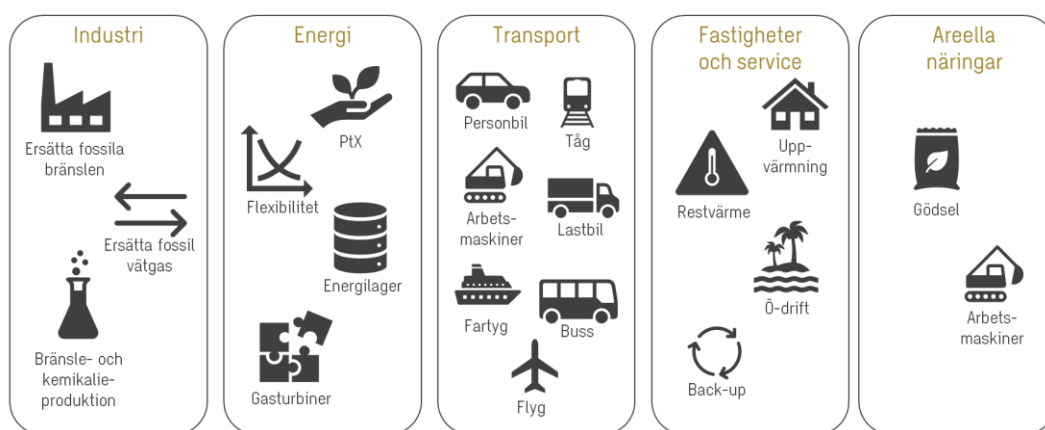 Industri
Ersätta fossila
bränslen
Ersätta fossil
vätgas
Bränsle- och
kemikalie-
produktion
Energi
PtX
Flexibilitet
Energilager
Gasturbiner
Transport
Personbil
Tåg
Arbets-
maskiner
Lastbil
Fartyg
Buss
Flyg
Fastigheter
och service
Upp-
värmning
Restvärme
Ö-drift
Back-up
Areella
näringar
Gödsel
Arbets-
maskiner